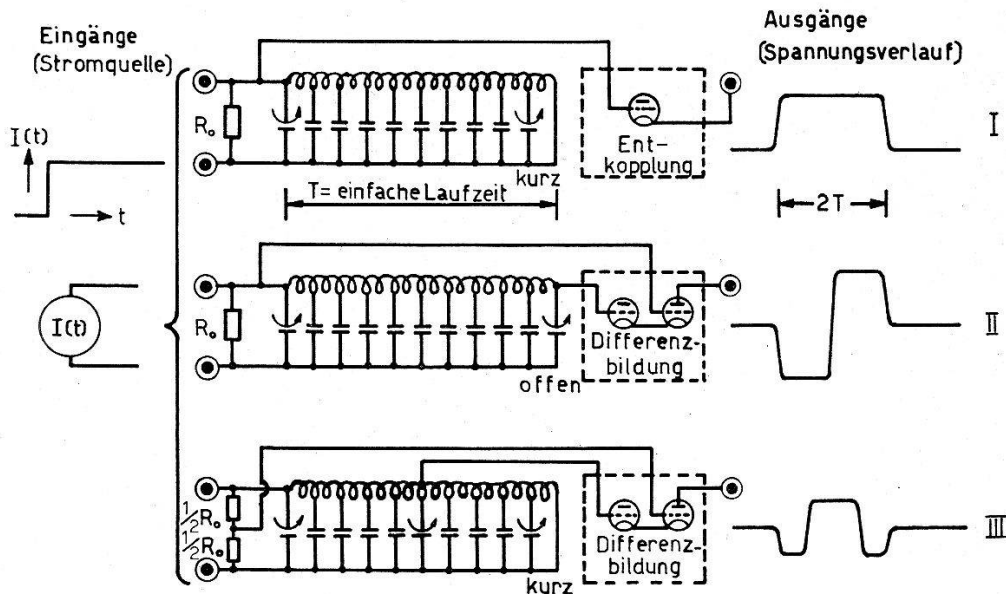 Eingänge
(Stromquelle)
Ausgänge
(Spannungsverlauf)
I(t)
t
I(t)
R₀
Ent-
kopplung
kurz
T= einfache Laufzeit
2T
I
R₀
Differenz-
bildung
offen
II
1/2R₀
1/2R₀
Differenz-
bildung
kurz
III